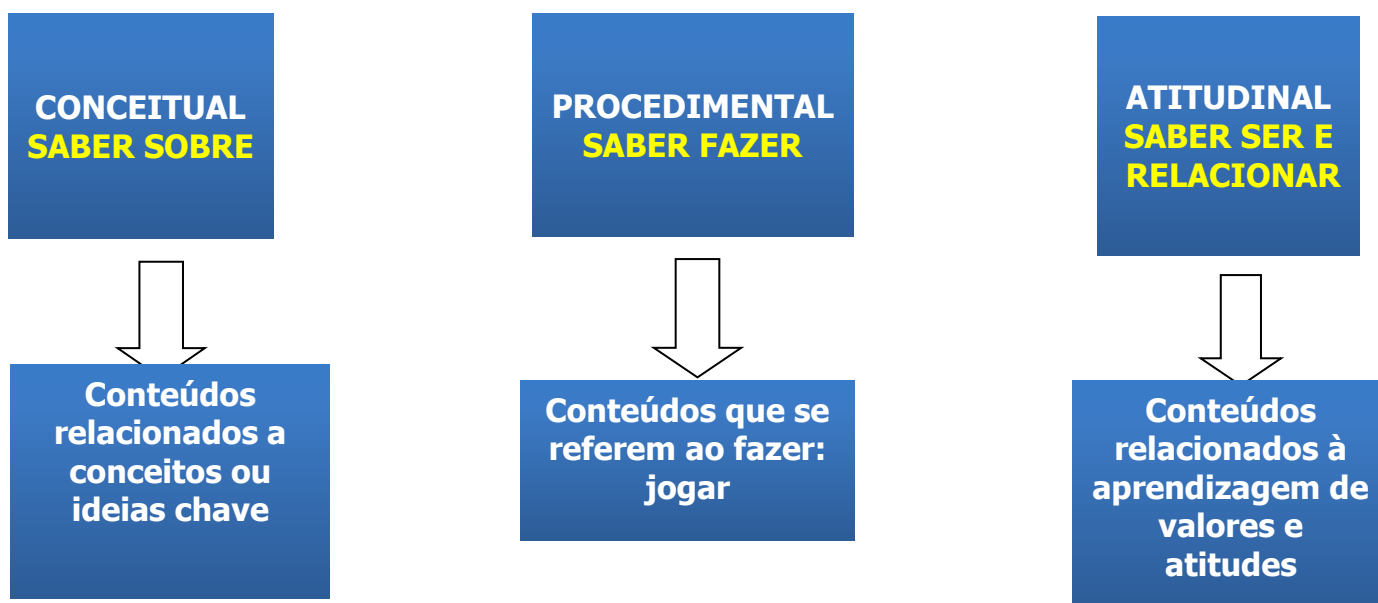 CONCEITUAL
SABER SOBRE
Conteúdos
relacionados a
conceitos ou
ideias chave
PROCEDIMENTAL
SABER FAZER
Conteúdos que se
referem ao fazer:
jogar
ATITUDINAL
SABER SER E
RELACIONAR
Conteúdos
relacionados à
aprendizagem de
valores e
atitudes